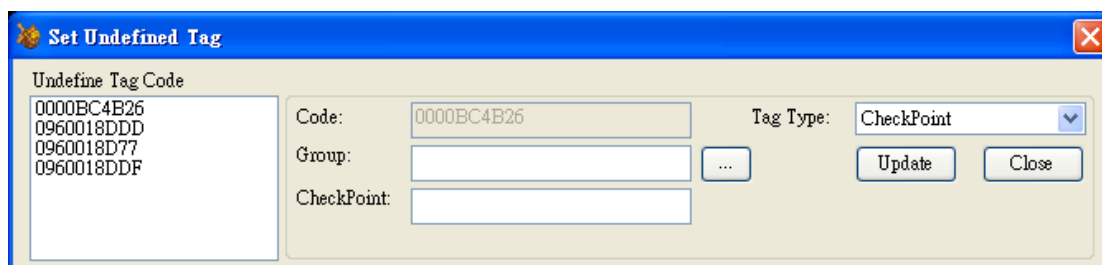 Set Undefined Tag
Undefine Tag Code
0000BC4B26
0960018DDD
0960018D77
0960018DDF
Code: 0000BC4B26 Tag Type: CheckPoint
Group: ... Update Close
CheckPoint: